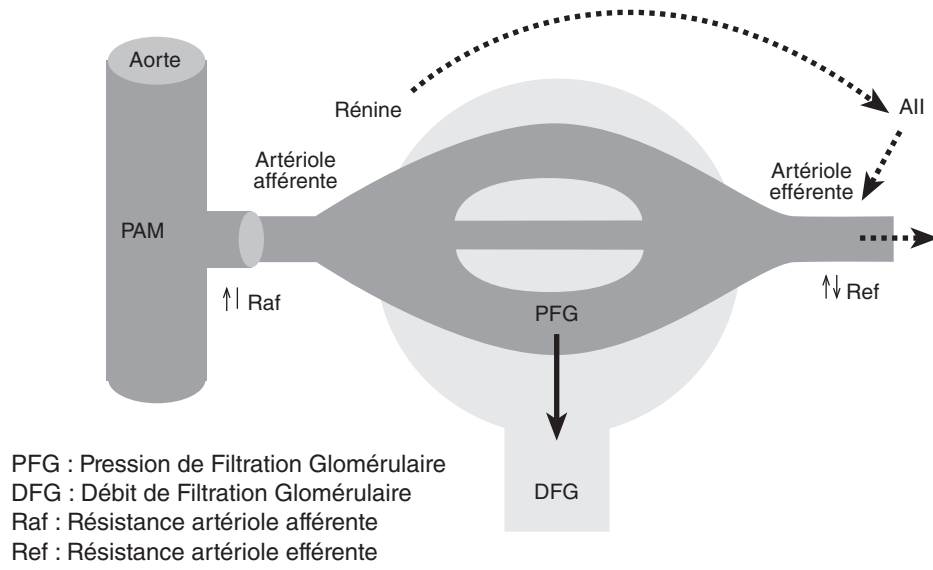 Aorte
Rénine
AII
Artériole
afférente
Artériole
efférente
PAM
↑| Raf
↑↓ Ref
PFG
DFG
PFG : Pression de Filtration Glomérulaire
DFG : Débit de Filtration Glomérulaire
Raf : Résistance artériole afférente
Ref : Résistance artériole efférente